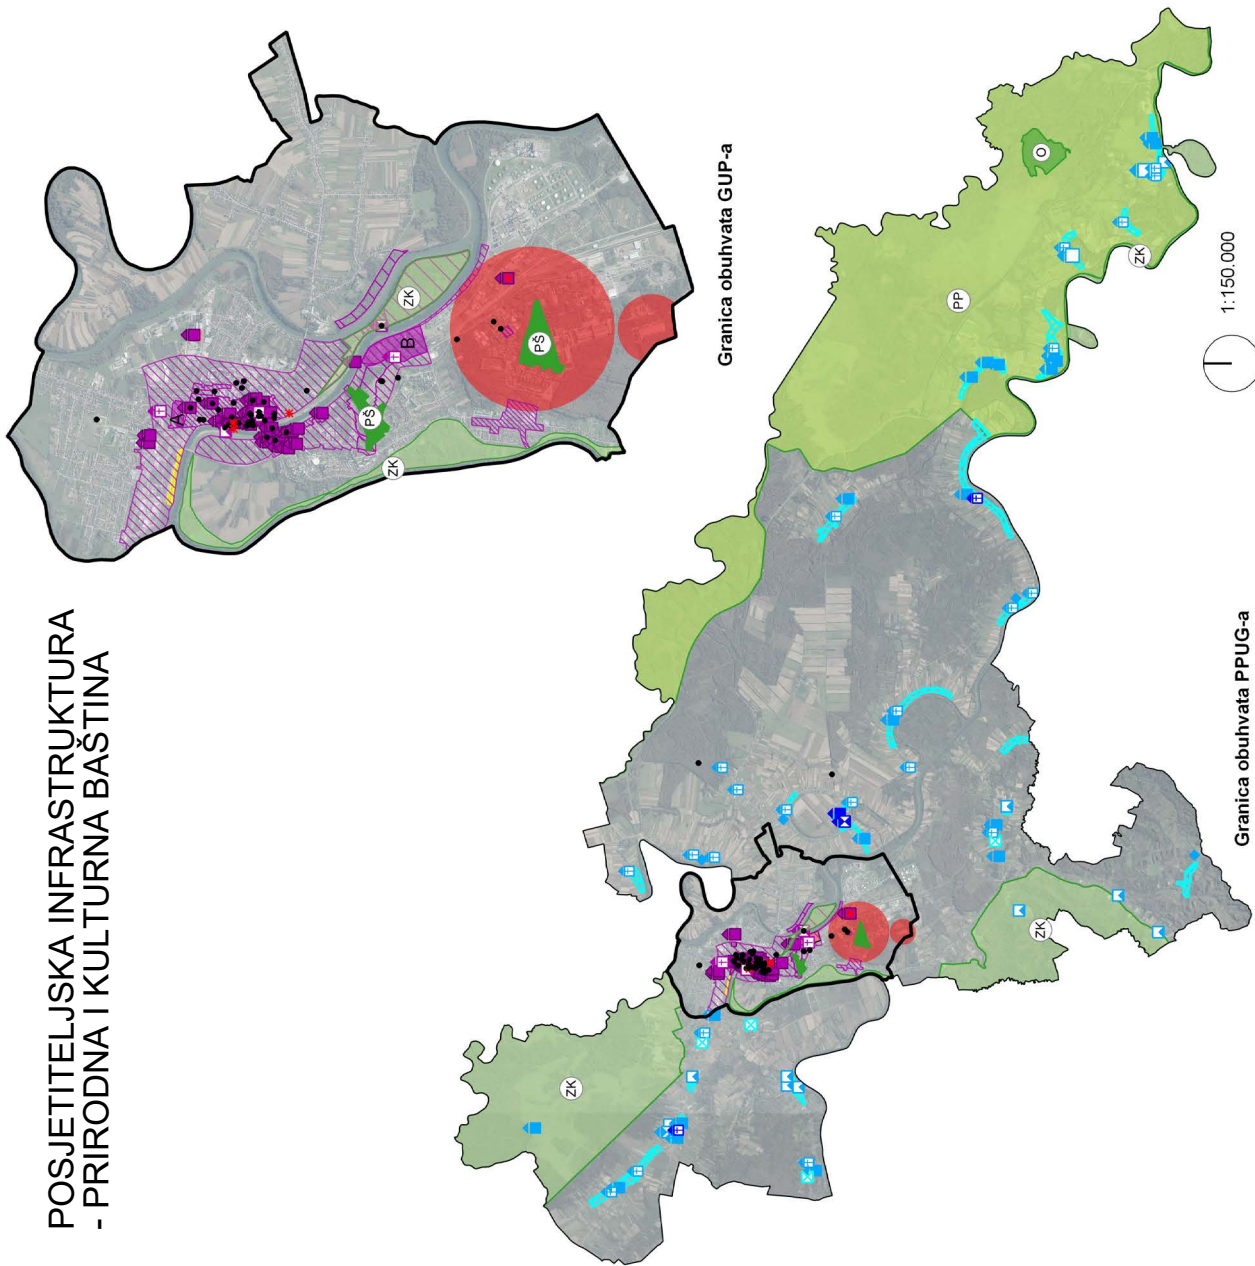 POSJETITELJSKA INFRASTRUKTURA
- PRIRODNA I KULTURNA BAŠTINA
A
B
ZK
ZK
PŠ
PŠ
Granica obuhvata GUP-a
O
PP
ZK
ZK
ZK
1:150.000
Granica obuhvata PPUG-a